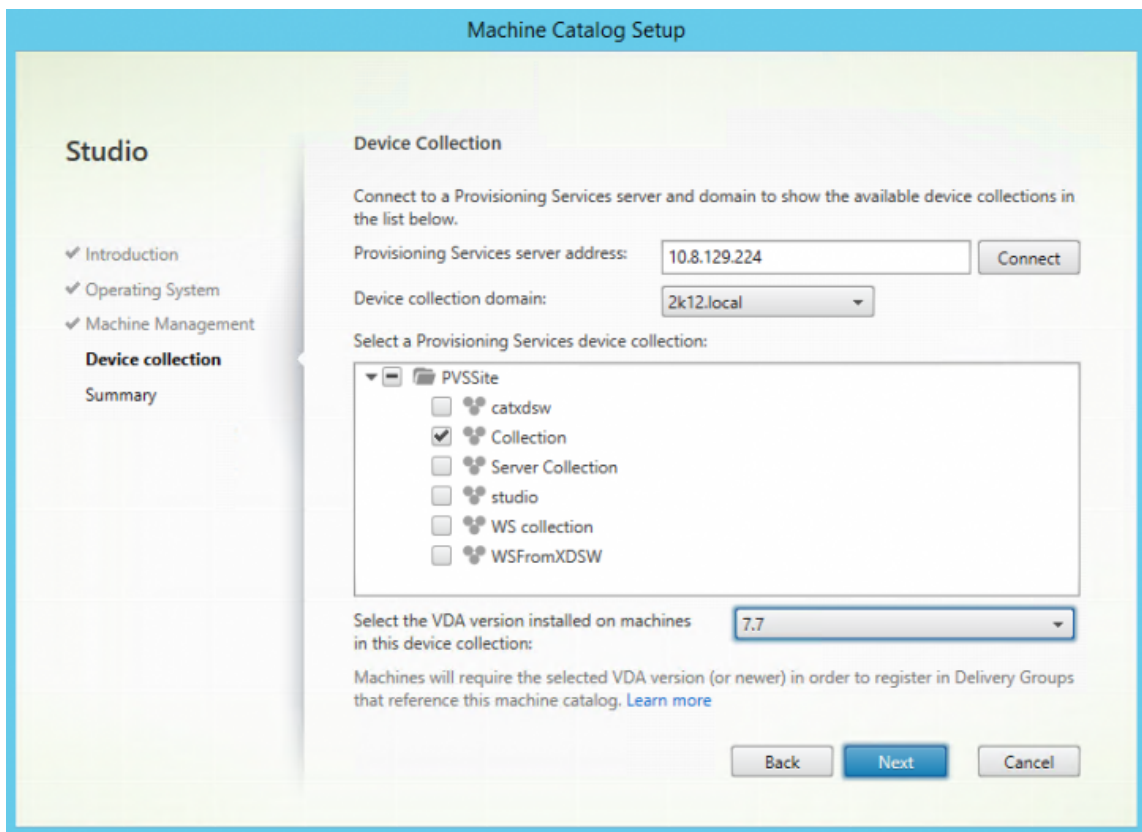 Machine Catalog Setup
Studio
Introduction
Operating System
Machine Management
Device collection
Summary
Device Collection
Connect to a Provisioning Services server and domain to show the available device collections in
the list below.
Provisioning Services server address:
10.8.129.224
Connect
Device collection domain:
2k12.local
Select a Provisioning Services device collection:
PVSSite
catxdsw
Collection
Server Collection
studio
WS collection
WSFromXDSW
Select the VDA version installed on machines
in this device collection:
7.7
Machines will require the selected VDA version (or newer) in order to register in Delivery Groups
that reference this machine catalog. Learn more
Back
Next
Cancel